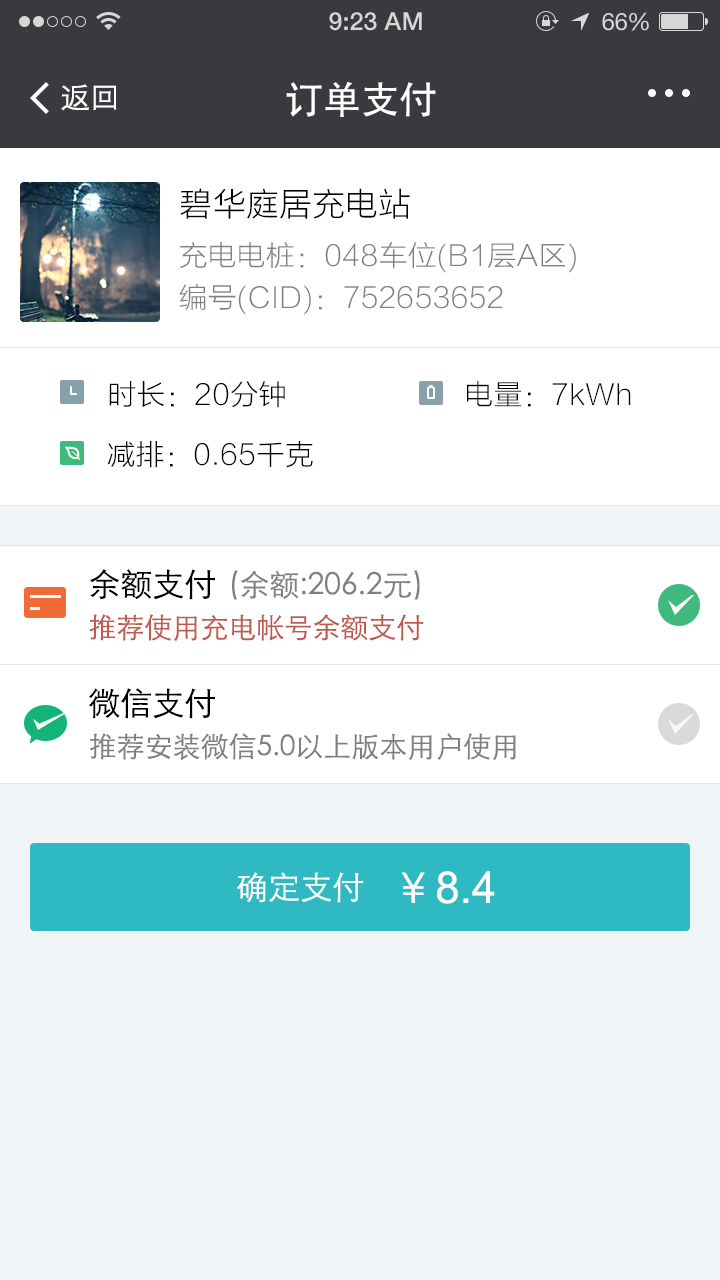 9:23 AM 66%
返回 订单支付
碧华庭居充电站
充电电桩：048车位(B1层A区)
编号(CID)：752653652
时长：20分钟 电量：7kWh
减排：0.65千克
余额支付 (余额:206.2元)
推荐使用充电帐号余额支付
微信支付
推荐安装微信5.0以上版本用户使用
确定支付 ￥8.4